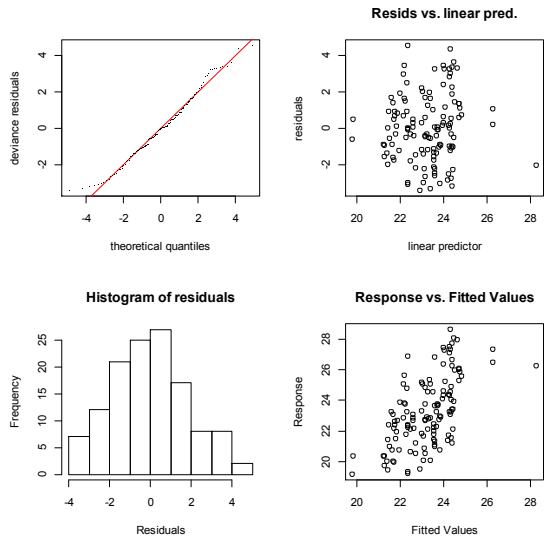 deviance residuals
4
2
0
-2
-4 -2 0 2 4
theoretical quantiles
Resids vs. linear pred.
residuals
4
2
0
-2
20 22 24 26 28
linear predictor
Histogram of residuals
Frequency
25
20
15
10
5
0
-4 -2 0 2 4
Residuals
Response vs. Fitted Values
Response
28
26
24
22
20
20 22 24 26 28
Fitted Values